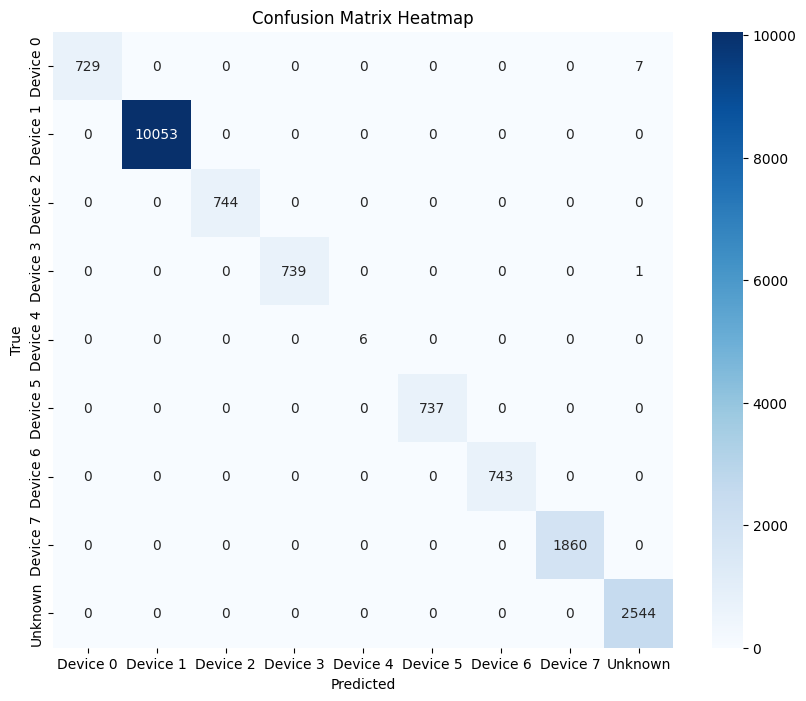 Confusion Matrix Heatmap
Device 0 729 0 0 0 0 0 0 0 7
Device 1 0 10053 0 0 0 0 0 0 0
Device 2 0 0 744 0 0 0 0 0 0
Device 3 0 0 0 739 0 0 0 0 1
Device 4 0 0 0 0 6 0 0 0 0
Device 5 0 0 0 0 0 737 0 0 0
Device 6 0 0 0 0 0 0 743 0 0
Device 7 0 0 0 0 0 0 0 1860 0
Unknown 0 0 0 0 0 0 0 0 2544
Device 0 Device 1 Device 2 Device 3 Device 4 Device 5 Device 6 Device 7 Unknown
Predicted
True
10000
8000
6000
4000
2000
0